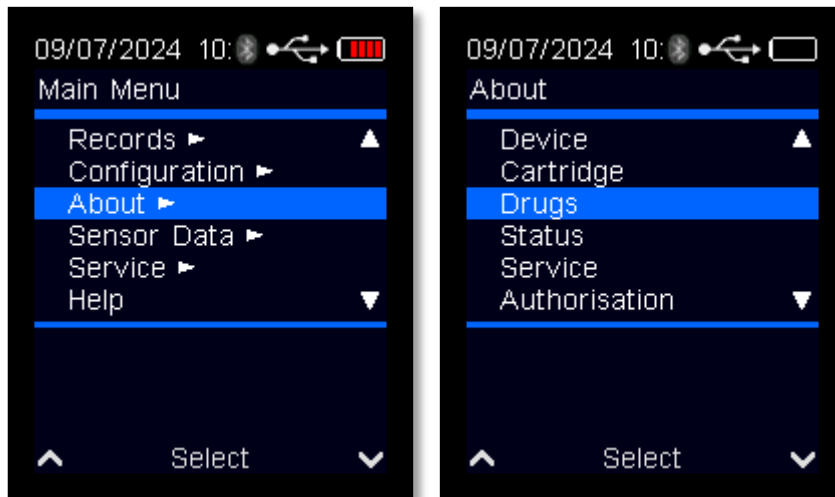 09/07/2024 10:
Main Menu
Records
Configuration
About
Sensor Data
Service
Help
Select
09/07/2024 10:
About
Device
Cartridge
Drugs
Status
Service
Authorisation
Select